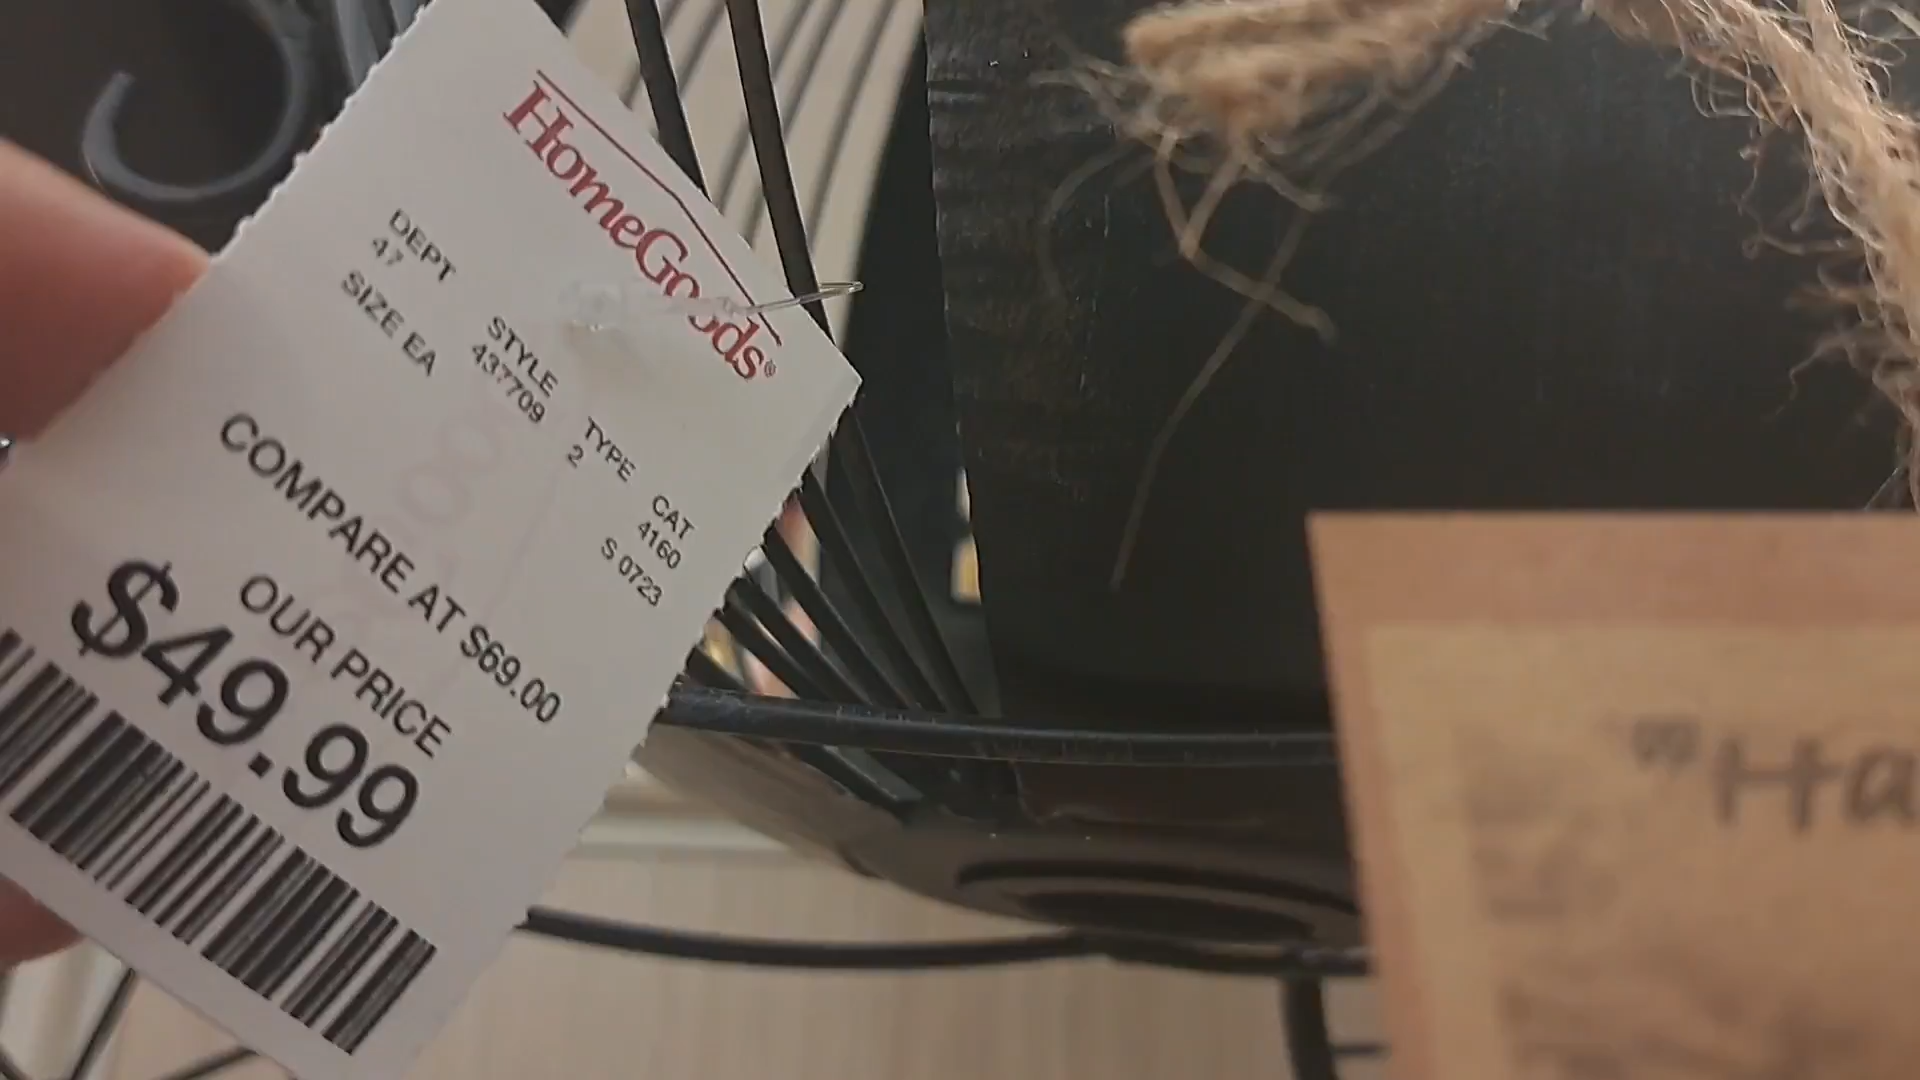 HomeGoods®
DEPT STYLE TYPE CAT
47 437709 2 4160
SIZE EA S 0723
COMPARE AT $69.00
OUR PRICE
$49.99
"Ha